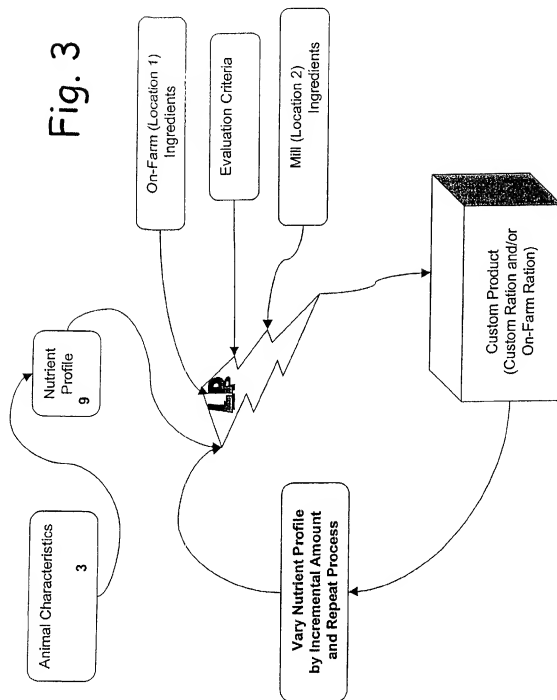 Fig. 3
Animal Characteristics
3
Nutrient
Profile
9
On-Farm (Location 1)
Ingredients
Evaluation Criteria
Mill (Location 2)
Ingredients
LP
Vary Nutrient Profile
by Incremental Amount
and Repeat Process
Custom Product
(Custom Ration and/or
On-Farm Ration)